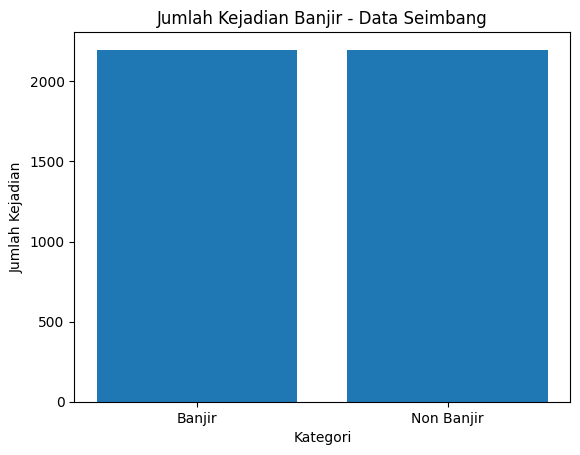 Jumlah Kejadian Banjir - Data Seimbang
Jumlah Kejadian
2000
1500
1000
500
0
Banjir
Non Banjir
Kategori